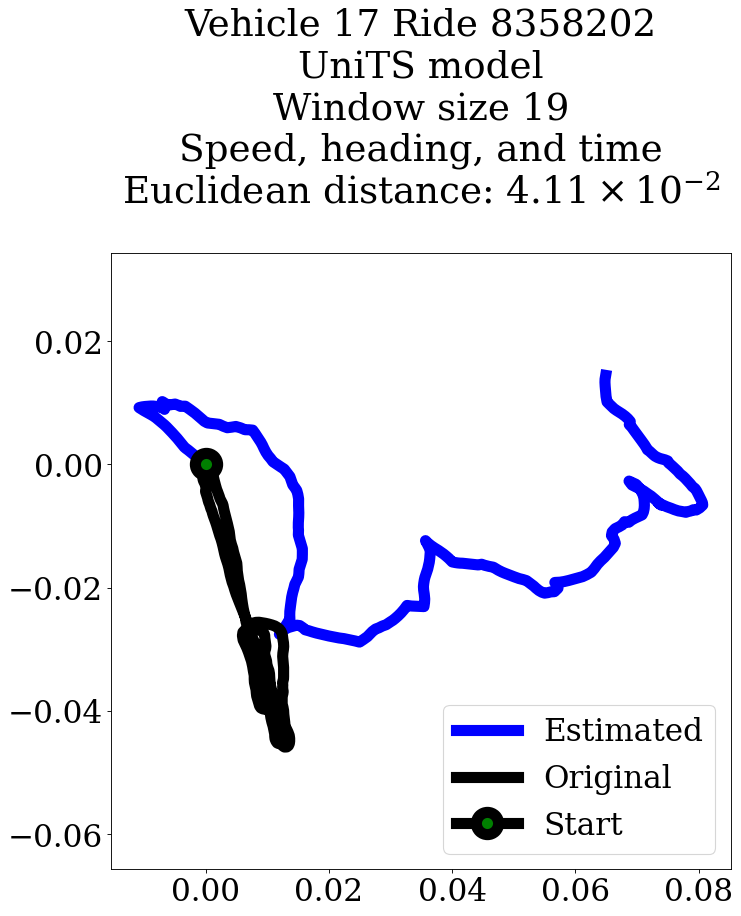 Vehicle 17 Ride 8358202
UniTS model
Window size 19
Speed, heading, and time
Euclidean distance: $4.11 \times 10^{-2}$
0.02
0.00
−0.02
−0.04
−0.06
0.00 0.02 0.04 0.06 0.08
Estimated
Original
Start